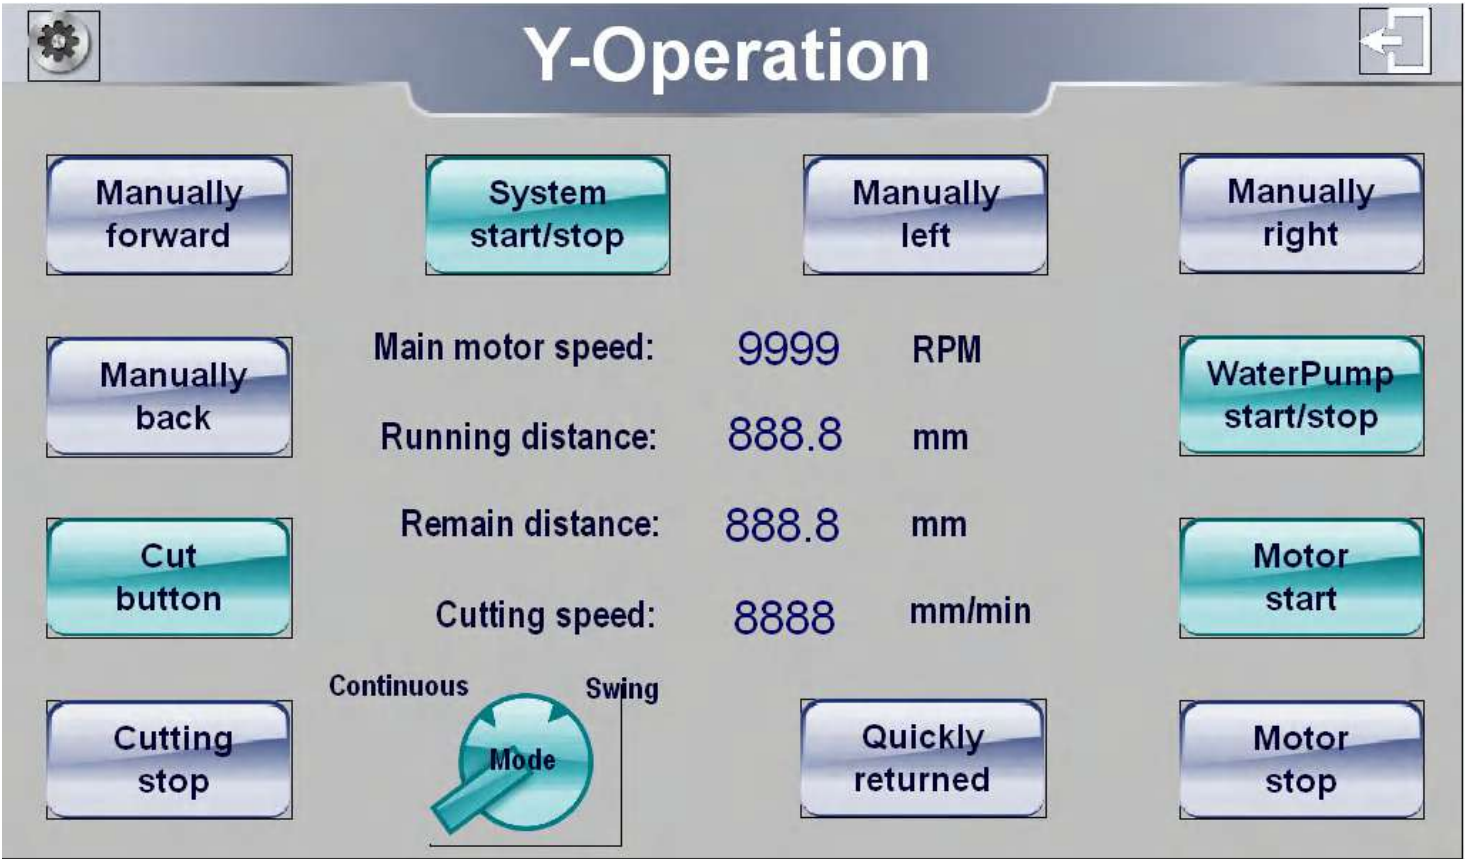 Y-Operation
Manually
forward
System
start/stop
Manually
left
Manually
right
Manually
back
Main motor speed: 9999 RPM
WaterPump
start/stop
Running distance: 888.8 mm
Cut
button
Remain distance: 888.8 mm
Motor
start
Cutting speed: 8888 mm/min
Continuous Swing
Cutting
stop
Mode
Quickly
returned
Motor
stop